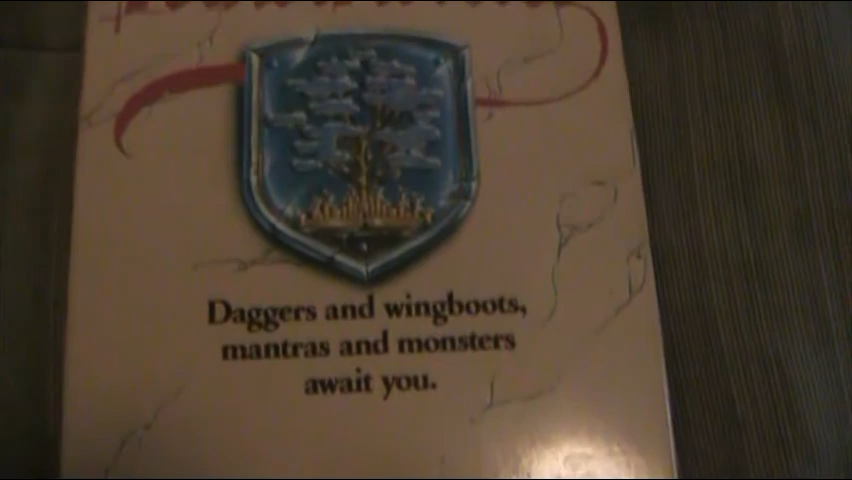 Daggers and wingboots,
mantras and monsters
await you.